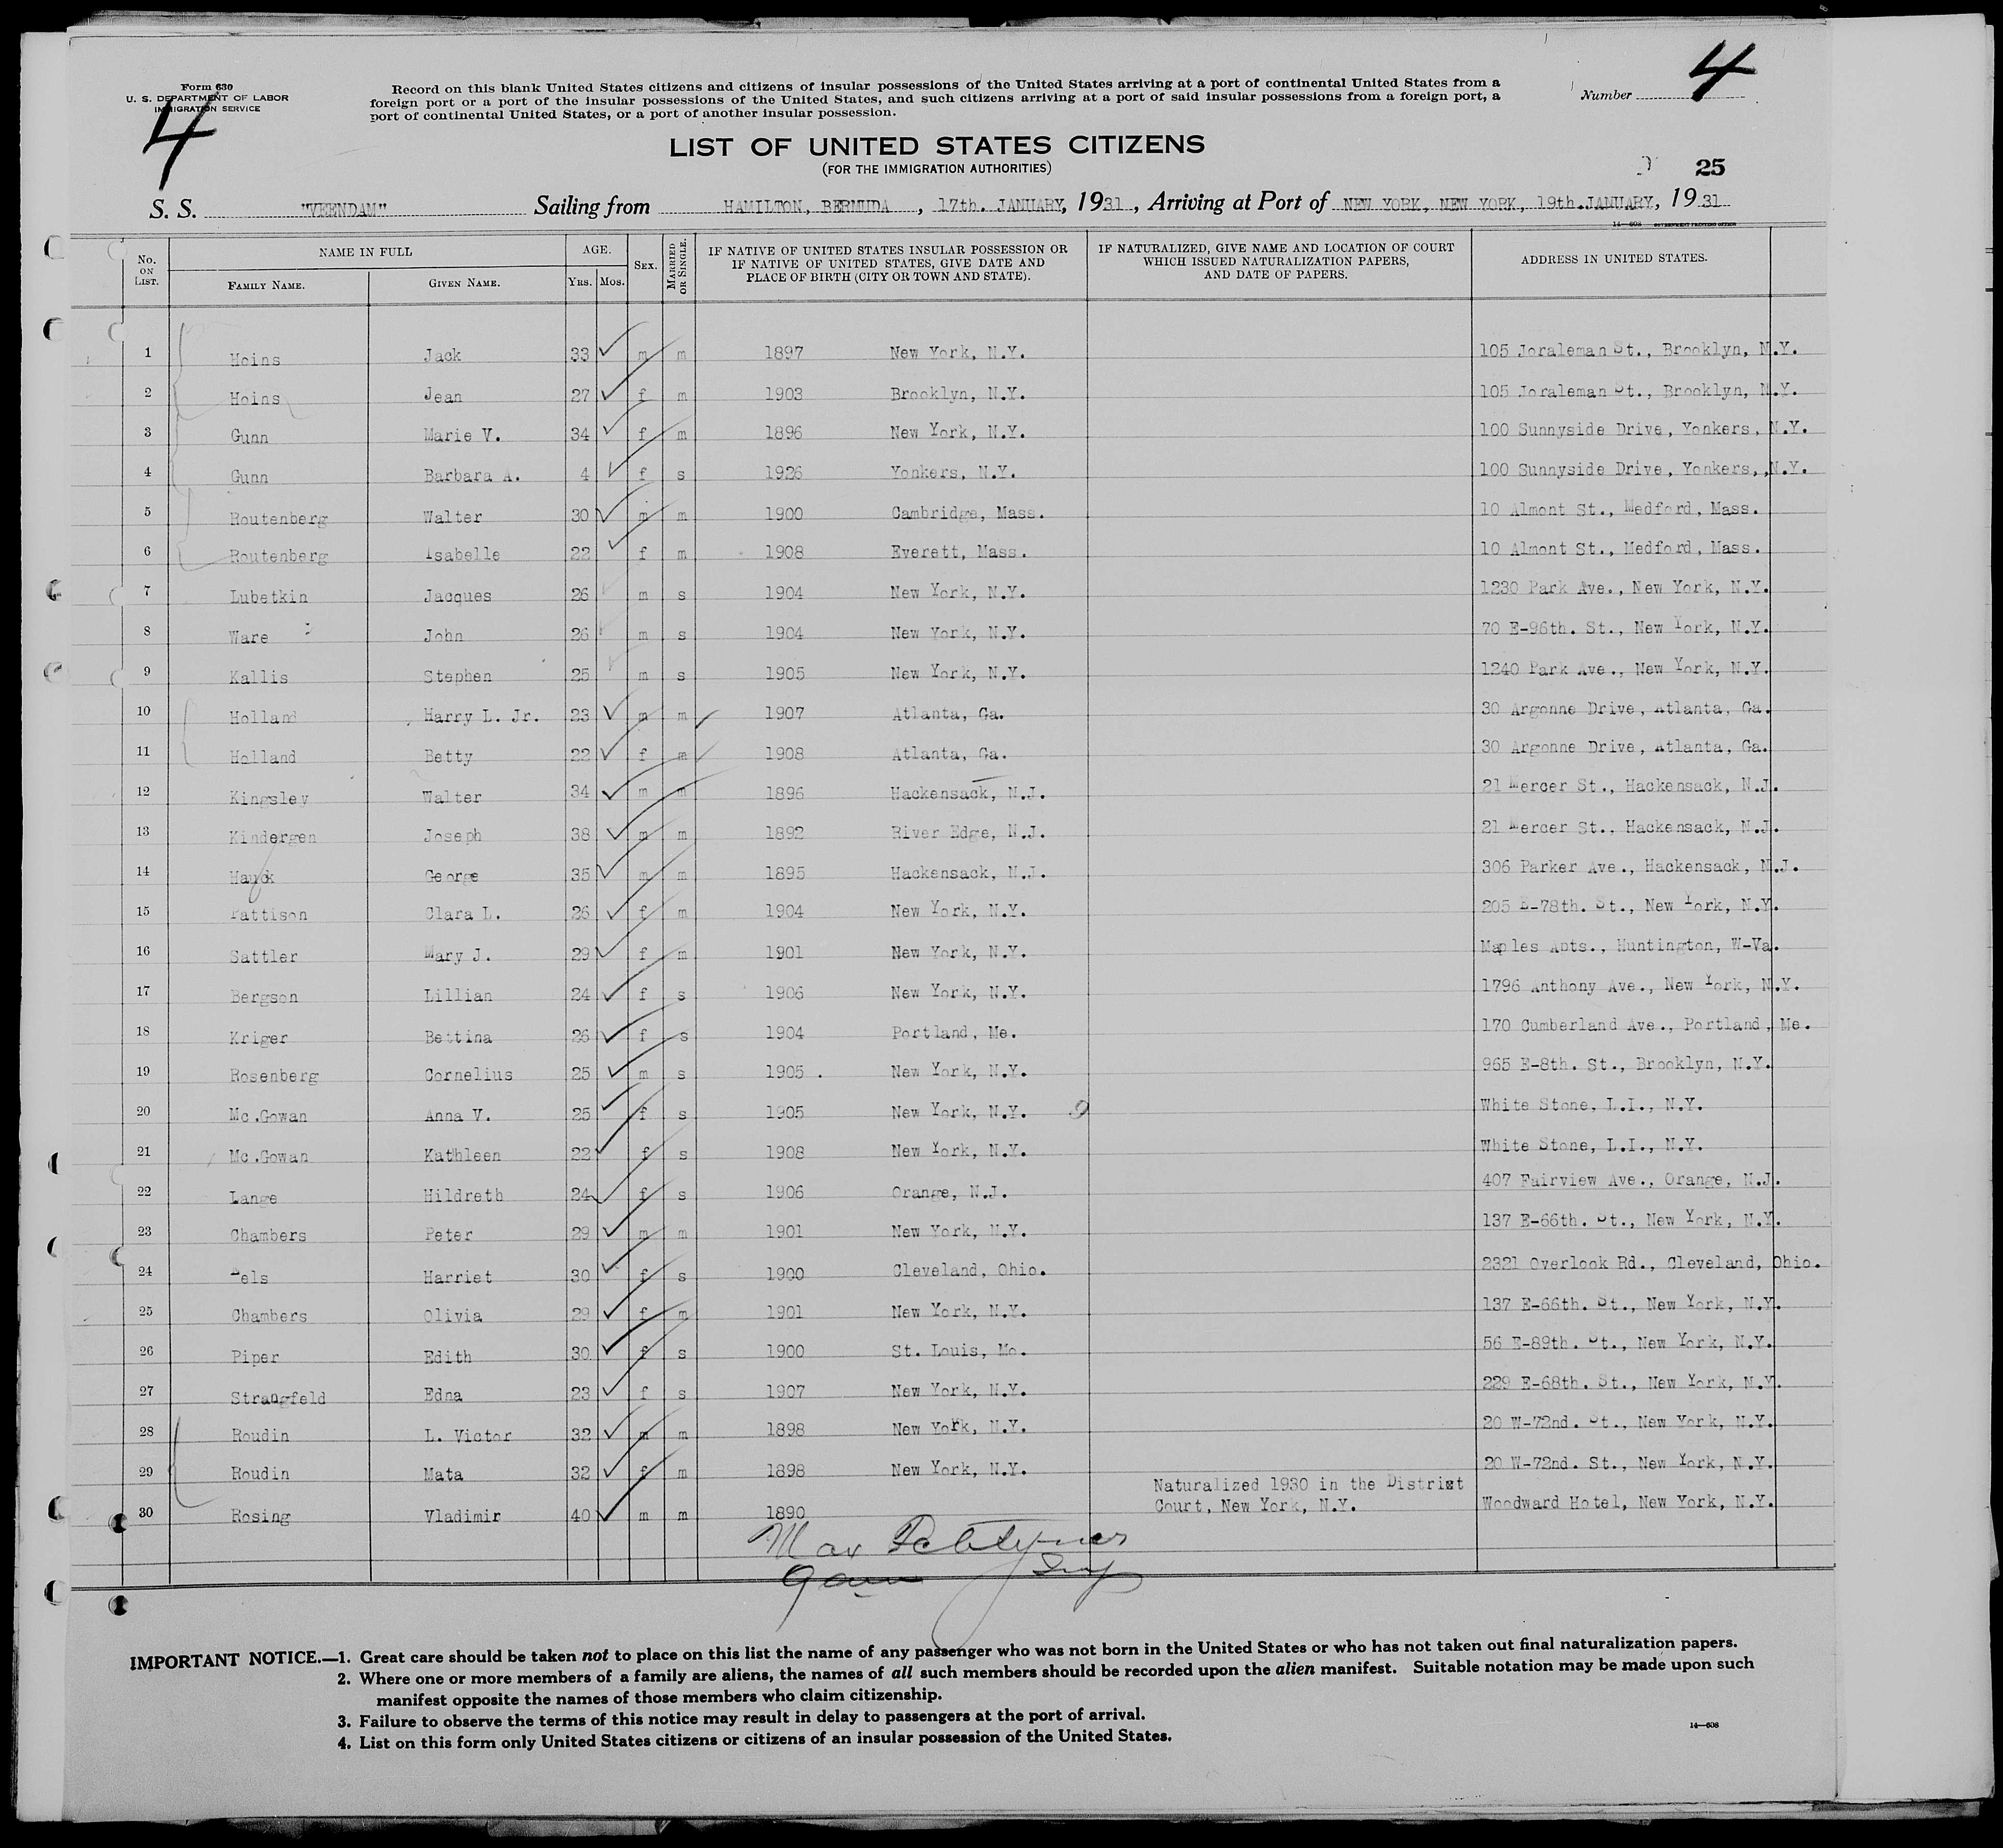 Form 630
U. S. DEPARTMENT OF LABOR
IMMIGRATION SERVICE
4
Record on this blank United States citizens and citizens of insular possessions of the United States arriving at a port of continental United States from a
foreign port or a port of the insular possessions of the United States, and such citizens arriving at a port of said insular possessions from a foreign port, a
port of continental United States, or a port of another insular possession.
Number 4
LIST OF UNITED STATES CITIZENS
(FOR THE IMMIGRATION AUTHORITIES)
25
S. S. "VEENDAM" Sailing from HAMILTON, BERMUDA, 17th. JANUARY, 1931, Arriving at Port of NEW YORK, NEW YORK, 19th.JANUARY, 1931
14—608 GOVERNMENT PRINTING OFFICE
No. ON LIST. NAME IN FULL FAMILY NAME. GIVEN NAME. AGE. YRS. MOS. SEX. MARRIED OR SINGLE. IF NATIVE OF UNITED STATES INSULAR POSSESSION OR IF NATIVE OF UNITED STATES, GIVE DATE AND PLACE OF BIRTH (CITY OR TOWN AND STATE). IF NATURALIZED, GIVE NAME AND LOCATION OF COURT WHICH ISSUED NATURALIZATION PAPERS, AND DATE OF PAPERS. ADDRESS IN UNITED STATES.
1 Hoins Jack 33 m m 1897 New York, N.Y. 105 Joraleman St., Brooklyn, N.Y.
2 Hoins Jean 27 f m 1903 Brooklyn, N.Y. 105 Joraleman St., Brooklyn, N.Y.
3 Gunn Marie V. 34 f m 1896 New York, N.Y. 100 Sunnyside Drive, Yonkers, N.Y.
4 Gunn Barbara A. 4 f s 1926 Yonkers, N.Y. 100 Sunnyside Drive, Yonkers,,N.Y.
5 Routenberg Walter 30 m m 1900 Cambridge, Mass. 10 Almont St., Medford, Mass.
6 Routenberg Isabelle 22 f m 1908 Everett, Mass. 10 Almont St., Medford, Mass.
7 Lubetkin Jacques 26 m s 1904 New York, N.Y. 1230 Park Ave., New York, N.Y.
8 Ware John 26 m s 1904 New York, N.Y. 70 E-96th. St., New York, N.Y.
9 Kallis Stephen 25 m s 1905 New York, N.Y. 1240 Park Ave., New York, N.Y.
10 Holland Harry L. Jr. 23 m m 1907 Atlanta, Ga. 30 Argonne Drive, Atlanta, Ga.
11 Holland Betty 22 f m 1908 Atlanta, Ga. 30 Argonne Drive, Atlanta, Ga.
12 Kingsley Walter 34 m m 1896 Hackensack, N.J. 21 Mercer St., Hackensack, N.J.
13 Kindergen Joseph 38 m m 1892 River Edge, N.J. 21 Mercer St., Hackensack, N.J.
14 Hauck George 35 m m 1895 Hackensack, N.J. 306 Parker Ave., Hackensack, N.J.
15 Pattison Clara L. 26 f m 1904 New York, N.Y. 205 E-78th. St., New York, N.Y.
16 Sattler Mary J. 29 f m 1901 New York, N.Y. Maples Apts., Huntington, W-Va.
17 Bergson Lillian 24 f s 1906 New York, N.Y. 1796 Anthony Ave., New York, N.Y.
18 Kriger Bettina 26 f s 1904 Portland, Me. 170 Cumberland Ave., Portland, Me.
19 Rosenberg Cornelius 25 m s 1905 . New York, N.Y. 965 E-8th. St., Brooklyn, N.Y.
20 Mc.Gowan Anna V. 25 f s 1905 New York, N.Y. 9 White Stone, L.I., N.Y.
21 Mc.Gowan Kathleen 22 f s 1908 New York, N.Y. White Stone, L.I., N.Y.
22 Lange Hildreth 24 f s 1906 Orange, N.J. 407 Fairview Ave., Orange, N.J.
23 Chambers Peter 29 m m 1901 New York, N.Y. 137 E-66th. St., New York, N.Y.
24 Harriet 30 f s 1900 Cleveland, Ohio. 2321 Overlook Rd., Cleveland, Ohio.
25 Chambers Olivia 29 f m 1901 New York, N.Y. 137 E-66th. St., New York, N.Y.
26 Piper Edith 30 f s 1900 St. Louis, Mo. 56 E-89th. St., New York, N.Y.
27 Strangfeld Edna 23 f s 1907 New York, N.Y. 229 E-68th. St., New York, N.Y.
28 Roudin L. Victor 32 m m 1898 New York, N.Y. 20 W-72nd. St., New York, N.Y.
29 Roudin Mata 32 f m 1898 New York, N.Y. 20 W-72nd. St., New York, N.Y.
30 Rosing Vladimir 40 m m 1890 Naturalized 1930 in the District Court, New York, N.Y. Woodward Hotel, New York, N.Y.
Max
IMPORTANT NOTICE.—1. Great care should be taken not to place on this list the name of any passenger who was not born in the United States or who has not taken out final naturalization papers.
2. Where one or more members of a family are aliens, the names of all such members should be recorded upon the alien manifest. Suitable notation may be made upon such
manifest opposite the names of those members who claim citizenship.
3. Failure to observe the terms of this notice may result in delay to passengers at the port of arrival.
4. List on this form only United States citizens or citizens of an insular possession of the United States.
14—608